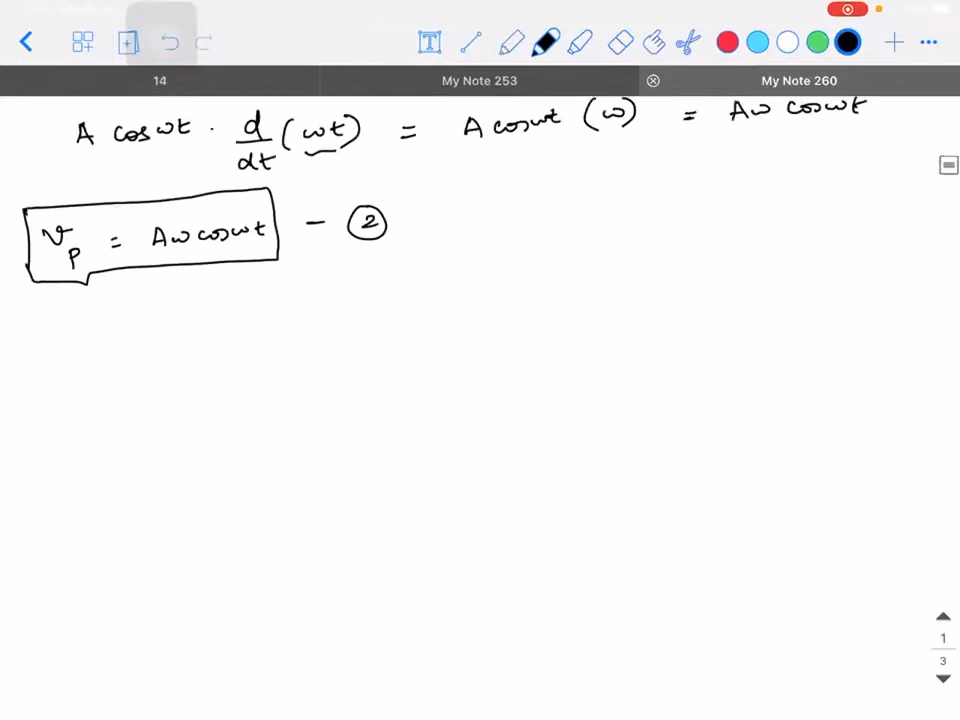 14 My Note 253 My Note 260
A cos ωt · d/dt (ωt) = A cos ωt (ω) = Aω cos ωt
v_p = Aω cos ωt – ②
1
3